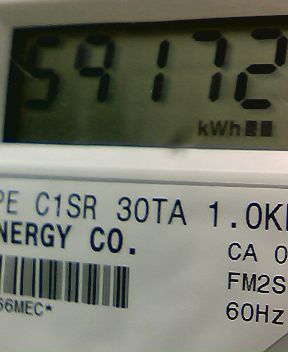 59172
kWh
PE C1SR 30TA 1.0K
NERGY CO.
CA 0
FM2S
66MEC*
60Hz